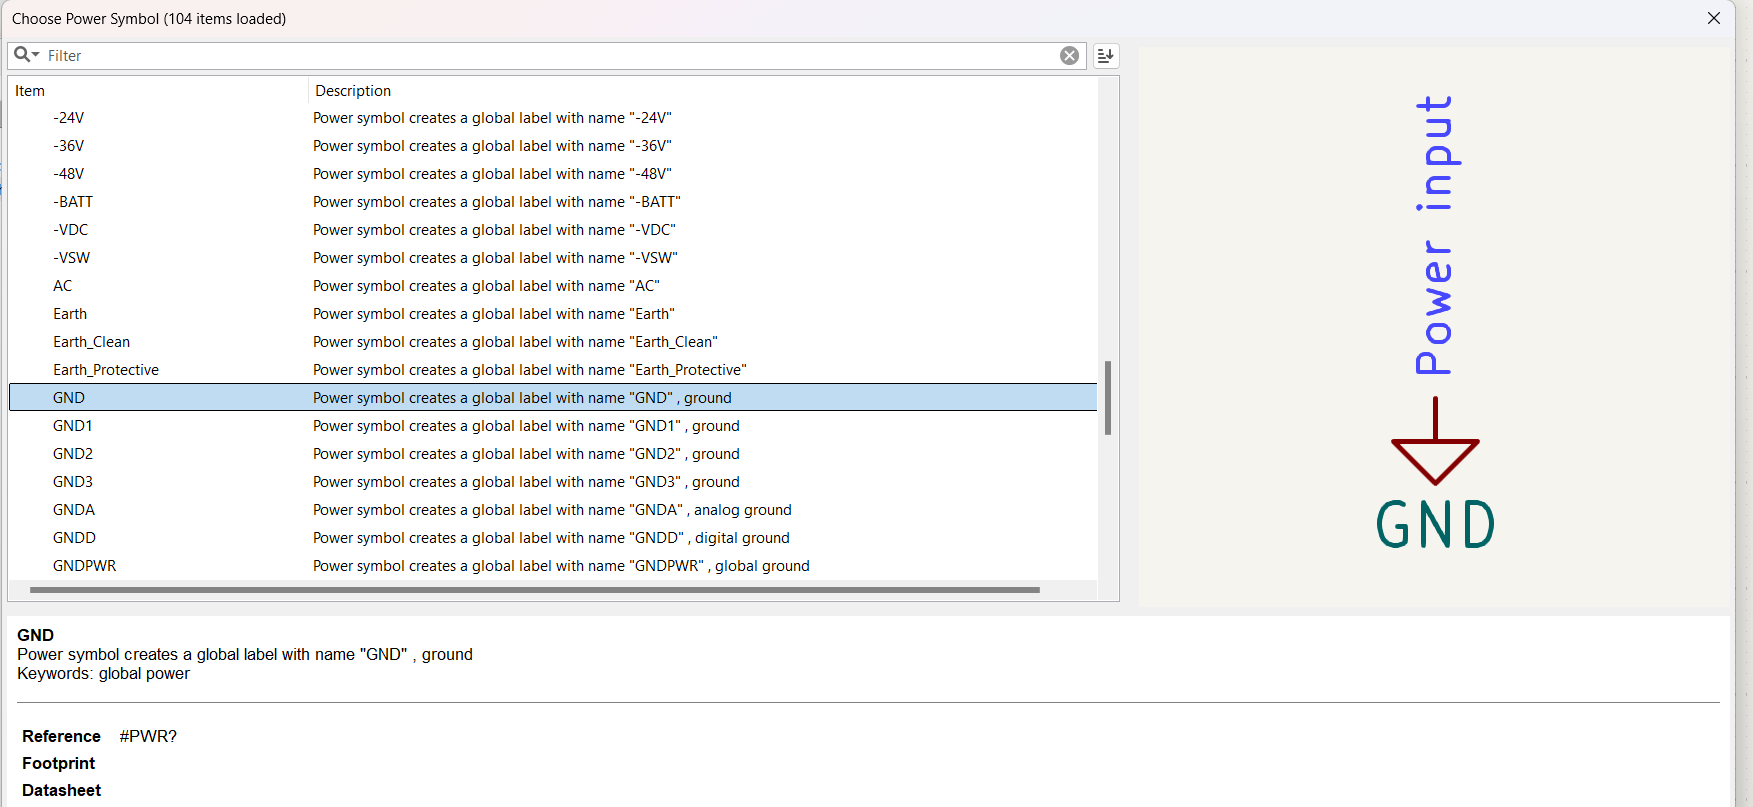 Choose Power Symbol (104 items loaded)
Filter
Item Description
-24V Power symbol creates a global label with name "-24V"
-36V Power symbol creates a global label with name "-36V"
-48V Power symbol creates a global label with name "-48V"
-BATT Power symbol creates a global label with name "-BATT"
-VDC Power symbol creates a global label with name "-VDC"
-VSW Power symbol creates a global label with name "-VSW"
AC Power symbol creates a global label with name "AC"
Earth Power symbol creates a global label with name "Earth"
Earth_Clean Power symbol creates a global label with name "Earth_Clean"
Earth_Protective Power symbol creates a global label with name "Earth_Protective"
GND Power symbol creates a global label with name "GND" , ground
GND1 Power symbol creates a global label with name "GND1" , ground
GND2 Power symbol creates a global label with name "GND2" , ground
GND3 Power symbol creates a global label with name "GND3" , ground
GNDA Power symbol creates a global label with name "GNDA" , analog ground
GNDD Power symbol creates a global label with name "GNDD" , digital ground
GNDPWR Power symbol creates a global label with name "GNDPWR" , global ground
Power input
GND
GND
Power symbol creates a global label with name "GND" , ground
Keywords: global power
Reference #PWR?
Footprint
Datasheet